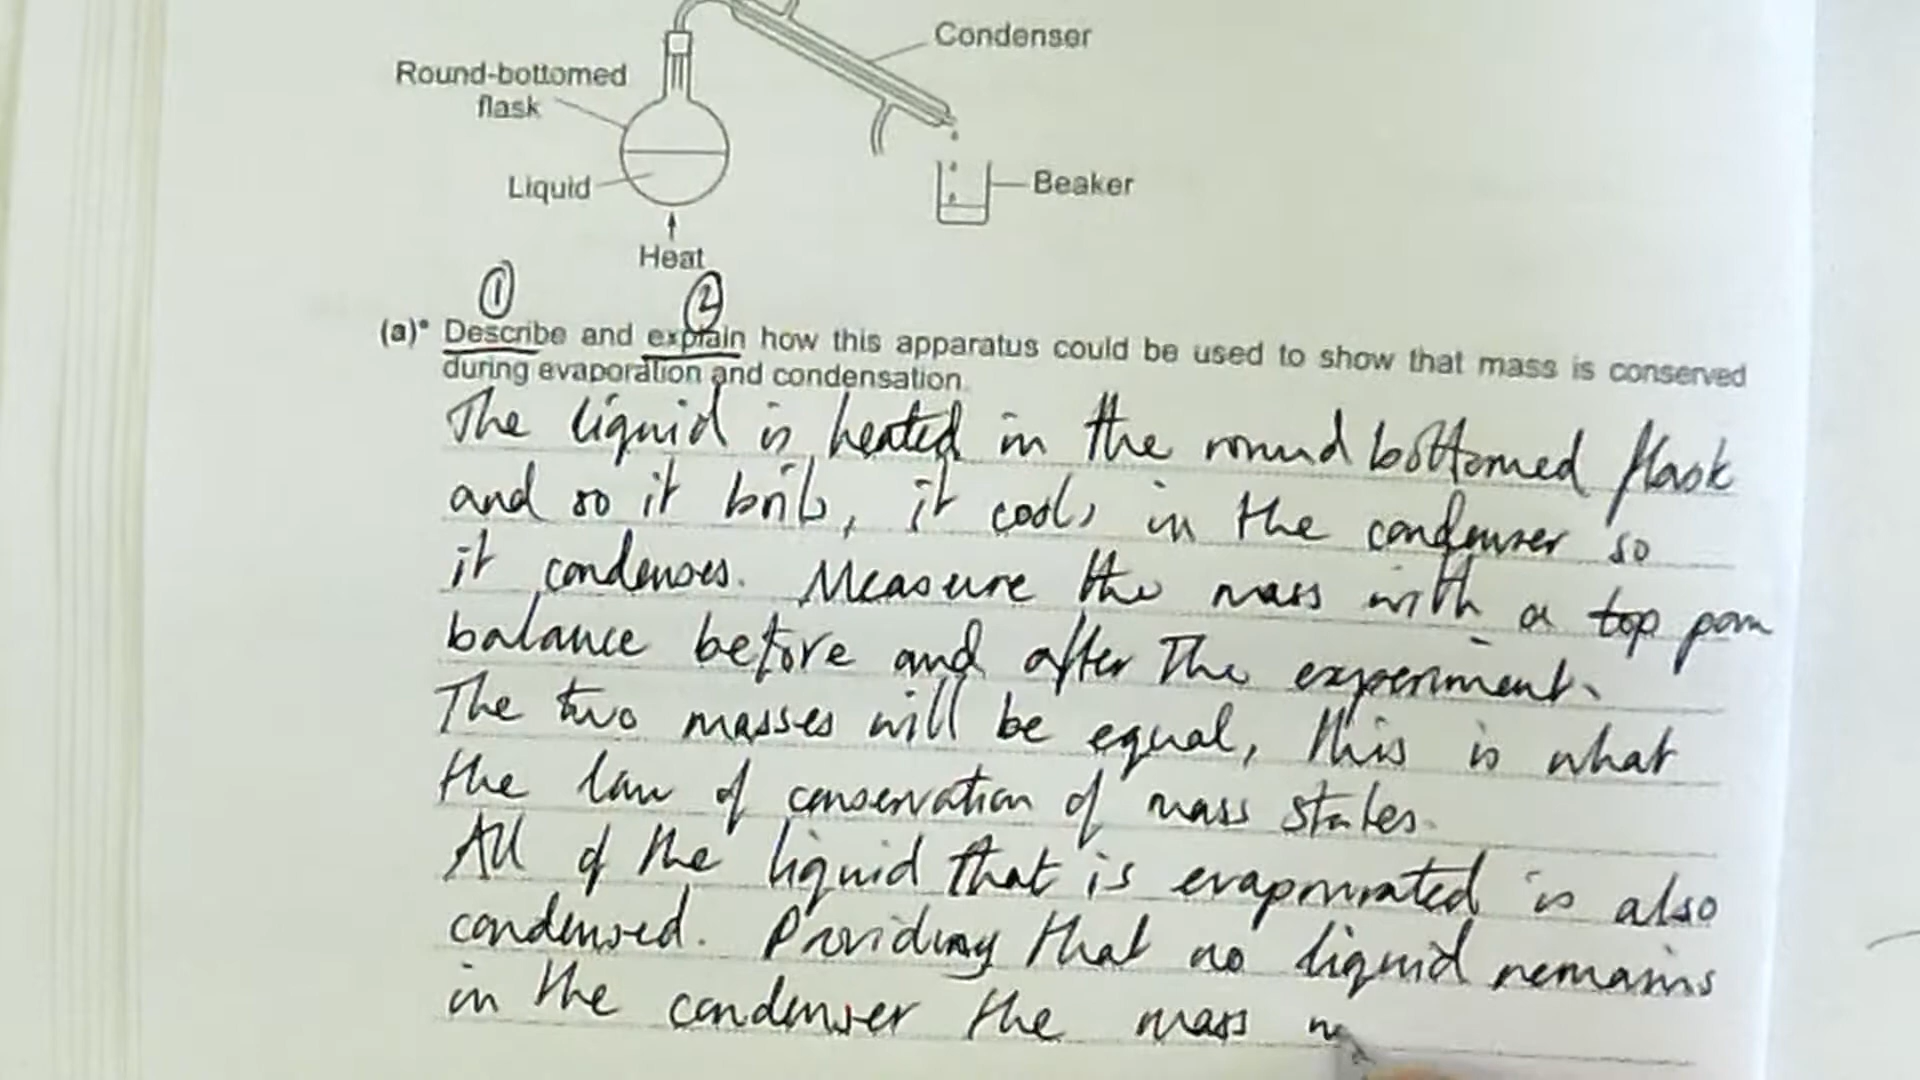 Condenser
Round-bottomed
flask
Liquid
Beaker
Heat
① ②
(a)* Describe and explain how this apparatus could be used to show that mass is conserved
during evaporation and condensation.
The liquid is heated in the round bottomed flask
and so it boils, it cools in the condenser so
it condenses. Measure the mass with a top pan
balance before and after the experiment.
The two masses will be equal, this is what
the law of conservation of mass states.
All of the liquid that is evaporated is also
condensed. Providing that no liquid remains
in the condenser the mass